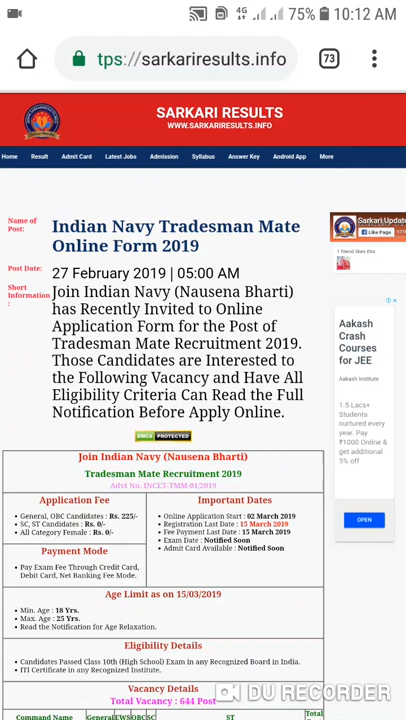 4G 75% 10:12 AM
tps://sarkariresults.info 73
SARKARI RESULTS
WWW.SARKARIRESULTS.INFO
Home Result Admit Card Latest Jobs Admission Syllabus Answer Key Android App More
Name of Post: Indian Navy Tradesman Mate
Online Form 2019
Post Date: 27 February 2019 | 05:00 AM
Short Information : Join Indian Navy (Nausena Bharti)
has Recently Invited to Online
Application Form for the Post of
Tradesman Mate Recruitment 2019.
Those Candidates are Interested to
the Following Vacancy and Have All
Eligibility Criteria Can Read the Full
Notification Before Apply Online.
Sarkari Update
Like Page
1 friend likes this
Aakash
Crash
Courses
for JEE
Aakash Institute
1.5 Lacs+
Students
nurtured every
year. Pay
₹1000 Online &
get additional
5% off
OPEN
DMCA PROTECTED
Join Indian Navy (Nausena Bharti)
Tradesman Mate Recruitment 2019
Advt No. INCET-TMM-01/2019
Application Fee
• General, OBC Candidates : Rs. 225/-
• SC, ST Candidates : Rs. 0/-
• All Category Female : Rs. 0/-
Payment Mode
• Pay Exam Fee Through Credit Card,
Debit Card, Net Banking Fee Mode.
Important Dates
• Online Application Start : 02 March 2019
• Registration Last Date : 15 March 2019
• Fee Payment Last Date : 15 March 2019
• Exam Date : Notified Soon
• Admit Card Available : Notified Soon
Age Limit as on 15/03/2019
• Min. Age : 18 Yrs.
• Max. Age : 25 Yrs.
• Read the Notification for Age Relaxation.
Eligibility Details
• Candidates Passed Class 10th (High School) Exam in any Recognized Board in India.
• ITI Certificate in any Recognized Institute.
Vacancy Details
Total Vacancy : 644 Post
DU RECORDER
Command Name General EWS OBC SC ST Total